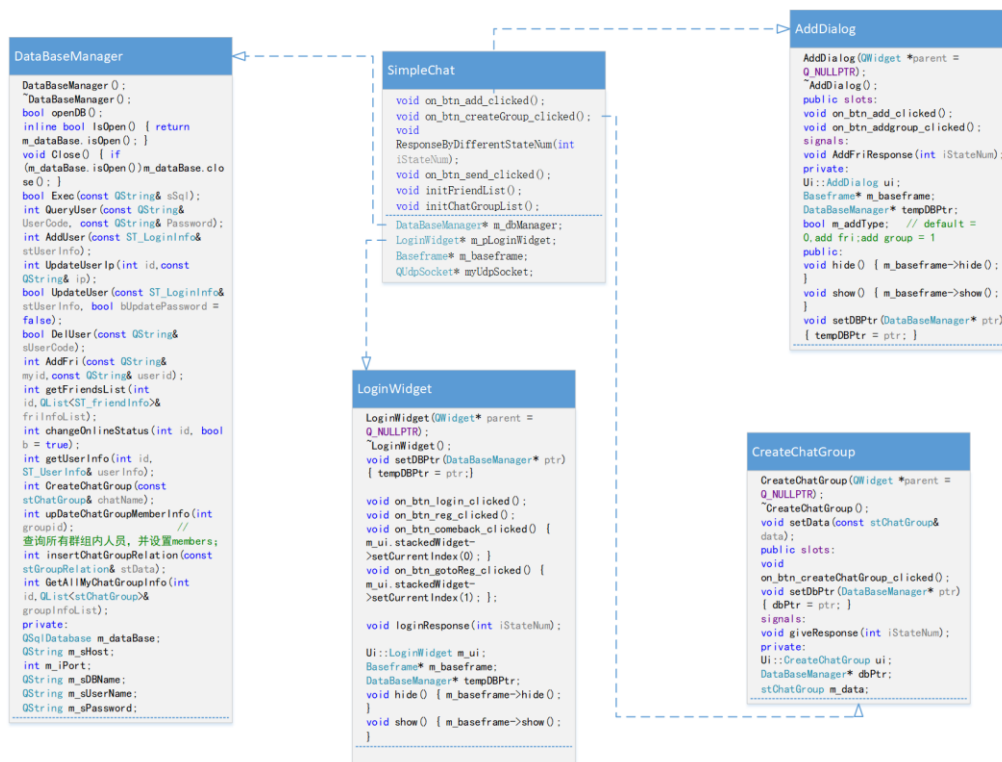 DataBaseManager
DataBaseManager();
~DataBaseManager();
bool openDB();
inline bool IsOpen() { return
m_dataBase.isOpen(); }
void Close() { if
(m_dataBase.isOpen())m_dataBase.clo
se(); }
bool Exec(const QString& sSql);
int QueryUser(const QString&
UserCode, const QString& Password);
int AddUser(const ST_LoginInfo&
stUserInfo);
int UpdateUserIp(int id,const
QString& ip);
bool UpdateUser(const ST_LoginInfo&
stUserInfo, bool bUpdatePassword =
false);
bool DelUser(const QString&
sUserCode);
int AddFri(const QString&
myid,const QString& userid);
int getFriendsList(int
id,QList<ST_friendInfo>&
friInfoList);
int changeOnlineStatus(int id, bool
b = true);
int getUserInfo(int id,
ST_UserInfo& userInfo);
int CreateChatGroup(const
stChatGroup& chatName);
int upDateChatGroupMemberInfo(int
groupid); //
查询所有群组内人员，并设置members;
int insertChatGroupRelation(const
stGroupRelation& stData);
int GetAllMyChatGroupInfo(int
id,QList<stChatGroup>&
groupInfoList);
private:
QSqlDatabase m_dataBase;
QString m_sHost;
int m_iPort;
QString m_sDBName;
QString m_sUserName;
QString m_sPassword;
SimpleChat
void on_btn_add_clicked();
void on_btn_createGroup_clicked();
void
ResponseByDifferentStateNum(int
iStateNum);
void on_btn_send_clicked();
void initFriendList();
void initChatGroupList();
DataBaseManager* m_dbManager;
LoginWidget* m_pLoginWidget;
Baseframe* m_baseframe;
QUdpSocket* myUdpSocket;
LoginWidget
LoginWidget(QWidget* parent =
Q_NULLPTR);
~LoginWidget();
void setDBPtr(DataBaseManager* ptr)
{ tempDBPtr = ptr;}
void on_btn_login_clicked();
void on_btn_reg_clicked();
void on_btn_comeback_clicked() {
m_ui.stackedWidget-
>setCurrentIndex(0); }
void on_btn_gotoReg_clicked() {
m_ui.stackedWidget-
>setCurrentIndex(1); };
void loginResponse(int iStateNum);
Ui::LoginWidget m_ui;
Baseframe* m_baseframe;
DataBaseManager* tempDBPtr;
void hide() { m_baseframe->hide();
}
void show() { m_baseframe->show();
}
AddDialog
AddDialog(QWidget *parent =
Q_NULLPTR);
~AddDialog();
public slots:
void on_btn_add_clicked();
void on_btn_addgroup_clicked();
signals:
void AddFriResponse(int iStateNum);
private:
Ui::AddDialog ui;
Baseframe* m_baseframe;
DataBaseManager* tempDBPtr;
bool m_addType; // default =
0,add fri;add group = 1
public:
void hide() { m_baseframe->hide();
}
void show() { m_baseframe->show();
}
void setDBPtr(DataBaseManager* ptr)
{ tempDBPtr = ptr; }
CreateChatGroup
CreateChatGroup(QWidget *parent =
Q_NULLPTR);
~CreateChatGroup();
void setData(const stChatGroup&
data);
public slots:
void
on_btn_createChatGroup_clicked();
void setDbPtr(DataBaseManager* ptr)
{ dbPtr = ptr; }
signals:
void giveResponse(int iStateNum);
private:
Ui::CreateChatGroup ui;
DataBaseManager* dbPtr;
stChatGroup m_data;